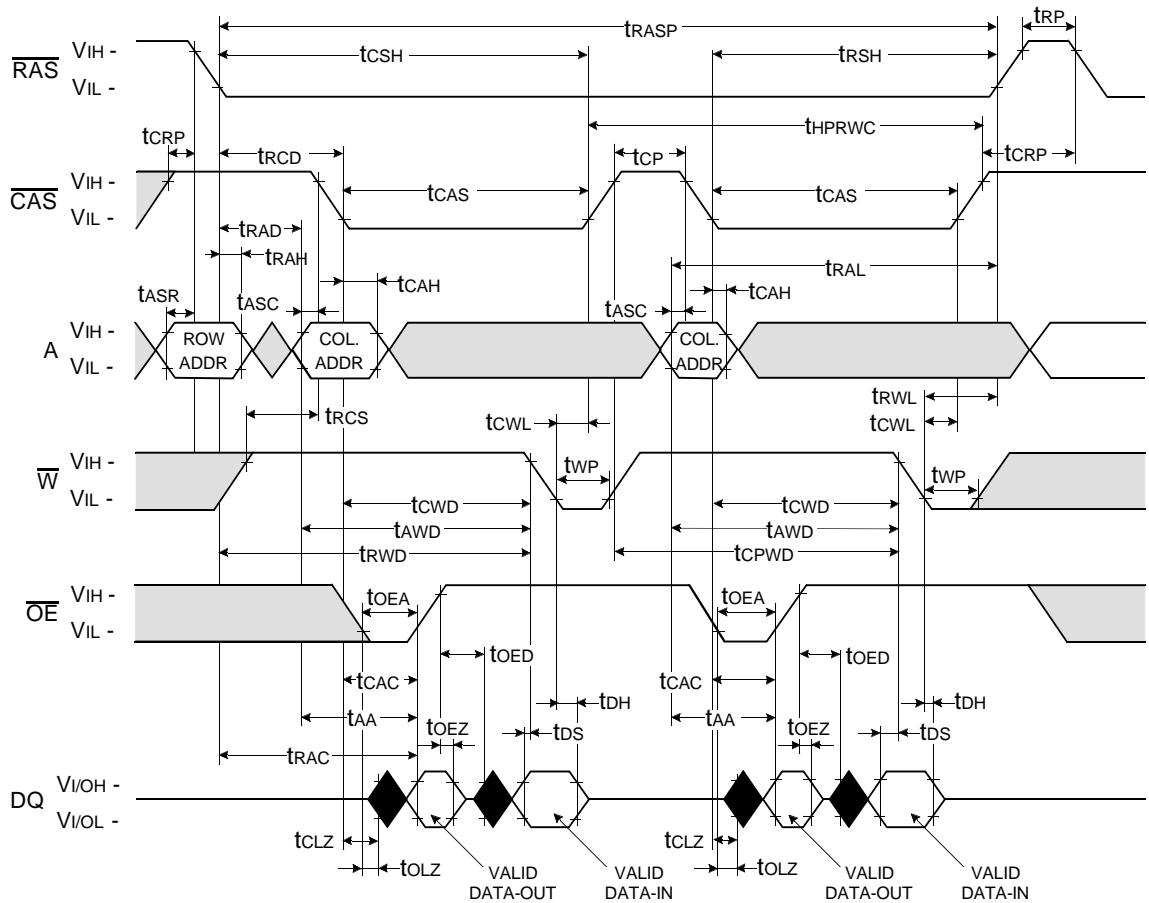 tRASP
tRP
RAS
VIH -
VIL -
tCSH
tRSH
tHPRWC
tCRP
tRCD
tCP
tCRP
CAS
VIH -
VIL -
tCAS
tCAS
tRAD
tRAH
tRAL
tASR
tASC
tCAH
tASC
tCAH
A
VIH -
VIL -
ROW
ADDR
COL.
ADDR
COL.
ADDR
tRWL
tRCS
tCWL
tCWL
W
VIH -
VIL -
tWP
tWP
tCWD
tCWD
tAWD
tAWD
tRWD
tCPWD
OE
VIH -
VIL -
tOEA
tOEA
tOED
tOED
tCAC
tCAC
tDH
tDH
tAA
tOEZ
tDS
tAA
tOEZ
tDS
tRAC
DQ
VI/OH -
VI/OL -
tCLZ
tCLZ
tOLZ
tOLZ
VALID
DATA-OUT
VALID
DATA-IN
VALID
DATA-OUT
VALID
DATA-IN